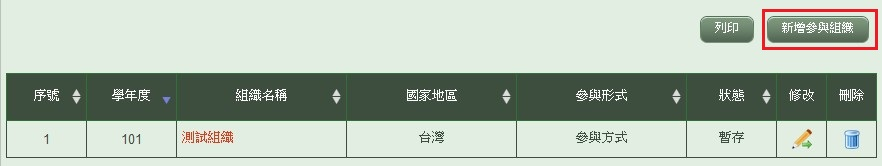 列印 新增參與組織
序號 學年度 組織名稱 國家地區 參與形式 狀態 修改 刪除
1 101 測試組織 台灣 參與方式 暫存